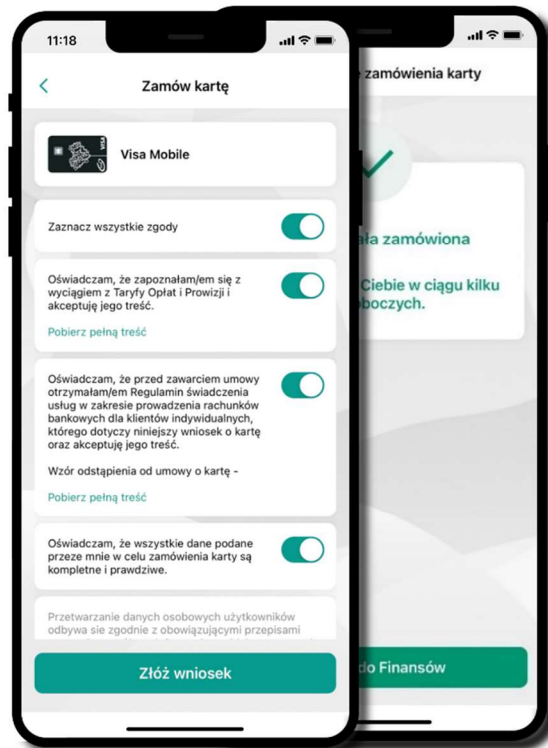 11:18
Zamów kartę
VISA
Visa Mobile
Zaznacz wszystkie zgody
Oświadczam, że zapoznałam/em się z
wyciągiem z Taryfy Opłat i Prowizji i
akceptuję jego treść.
Pobierz pełną treść
Oświadczam, że przed zawarciem umowy
otrzymałam/em Regulamin świadczenia
usług w zakresie prowadzenia rachunków
bankowych dla klientów indywidualnych,
którego dotyczy niniejszy wniosek o kartę
oraz akceptuję jego treść.
Wzór odstąpienia od umowy o kartę -
Pobierz pełną treść
Oświadczam, że wszystkie dane podane
przeze mnie w celu zamówienia karty są
kompletne i prawdziwe.
Przetwarzanie danych osobowych użytkowników
odbywa się zgodnie z obowiązującymi przepisami
Złóż wniosek
zamówienia karty
ała zamówiona
Ciebie w ciągu kilku
boczych.
do Finansów